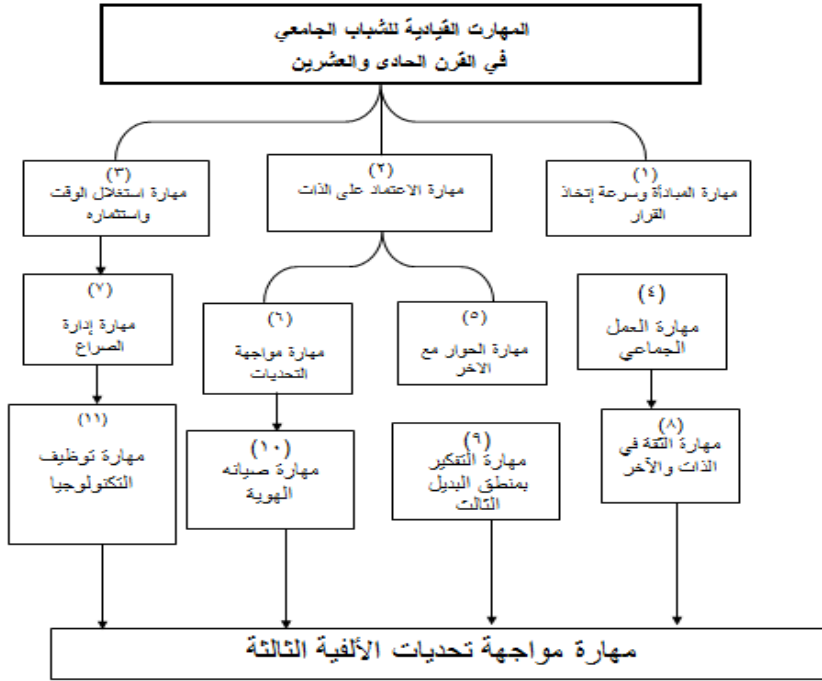 المهارت القيادية للشباب الجامعي
في القرن الحادى والعشرين
(١)
مهارة المبادأة وسرعة إتخاذ
القرار
(٢)
مهارة الاعتماد على الذات
(٣)
مهارة استغلال الوقت
واستثماره
(٤)
مهارة العمل
الجماعي
(٥)
مهارة الحوار مع
الاخر
(٦)
مهارة مواجهة
التحديات
(٧)
مهارة إدارة
الصراع
(٨)
مهارة الثقة في
الذات والآخر
(٩)
مهارة التفكير
بمنطق البديل
الثالث
(١٠)
مهارة صيانه
الهوية
(١١)
مهارة توظيف
التكنولوجيا
مهارة مواجهة تحديات الألفية الثالثة